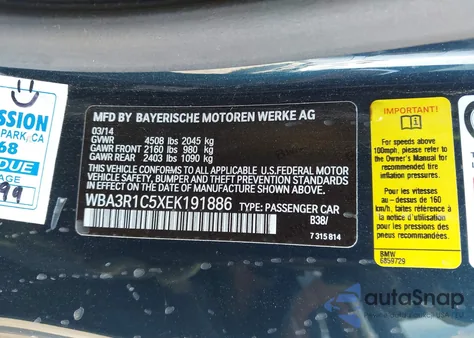 SSION
PARK, CA
68
DUE
99
MFD BY BAYERISCHE MOTOREN WERKE AG
03/14
GVWR 4508 lbs 2045 kg
GAWR FRONT 2160 lbs 980 kg
GAWR REAR 2403 lbs 1090 kg
THIS VEHICLE CONFORMS TO ALL APPLICABLE U.S. FEDERAL MOTOR
VEHICLE SAFETY, BUMPER, AND THEFT PREVENTION STANDARDS
IN EFFECT ON THE DATE OF MANUFACTURE SHOWN ABOVE.
WBA3R1C5XEK191886 TYPE: PASSENGER CAR
B38/
7 315 814
IMPORTANT!
For speeds above
100mph, please refer to
the Owner's Manual for
recommended tire
inflation pressure.
Pour vitesses au-
dessus de 160
km/h, faites référence
à la notice d'utilisation
pour les pressions des
pneus recommandées.
BMW
6859729
autoSnap